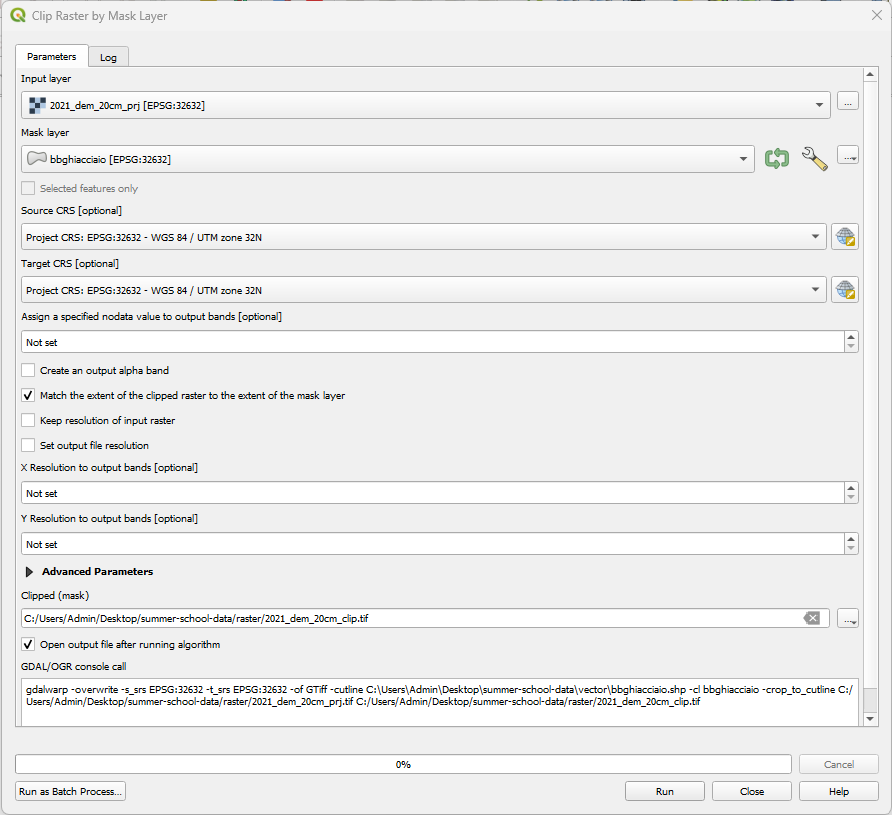 Clip Raster by Mask Layer
Parameters
Log
Input layer
2021_dem_20cm_prj [EPSG:32632]
...
Mask layer
bbghiacciaio [EPSG:32632]
...
Selected features only
Source CRS [optional]
Project CRS: EPSG:32632 - WGS 84 / UTM zone 32N
Target CRS [optional]
Project CRS: EPSG:32632 - WGS 84 / UTM zone 32N
Assign a specified nodata value to output bands [optional]
Not set
Create an output alpha band
Match the extent of the clipped raster to the extent of the mask layer
Keep resolution of input raster
Set output file resolution
X Resolution to output bands [optional]
Not set
Y Resolution to output bands [optional]
Not set
Advanced Parameters
Clipped (mask)
C:/Users/Admin/Desktop/summer-school-data/raster/2021_dem_20cm_clip.tif
...
Open output file after running algorithm
GDAL/OGR console call
gdalwarp -overwrite -s_srs EPSG:32632 -t_srs EPSG:32632 -of GTiff -cutline C:\Users\Admin\Desktop\summer-school-data\vector\bbghiacciaio.shp -cl bbghiacciaio -crop_to_cutline C:/
Users/Admin/Desktop/summer-school-data/raster/2021_dem_20cm_prj.tif C:/Users/Admin/Desktop/summer-school-data/raster/2021_dem_20cm_clip.tif
0%
Cancel
Run as Batch Process...
Run
Close
Help